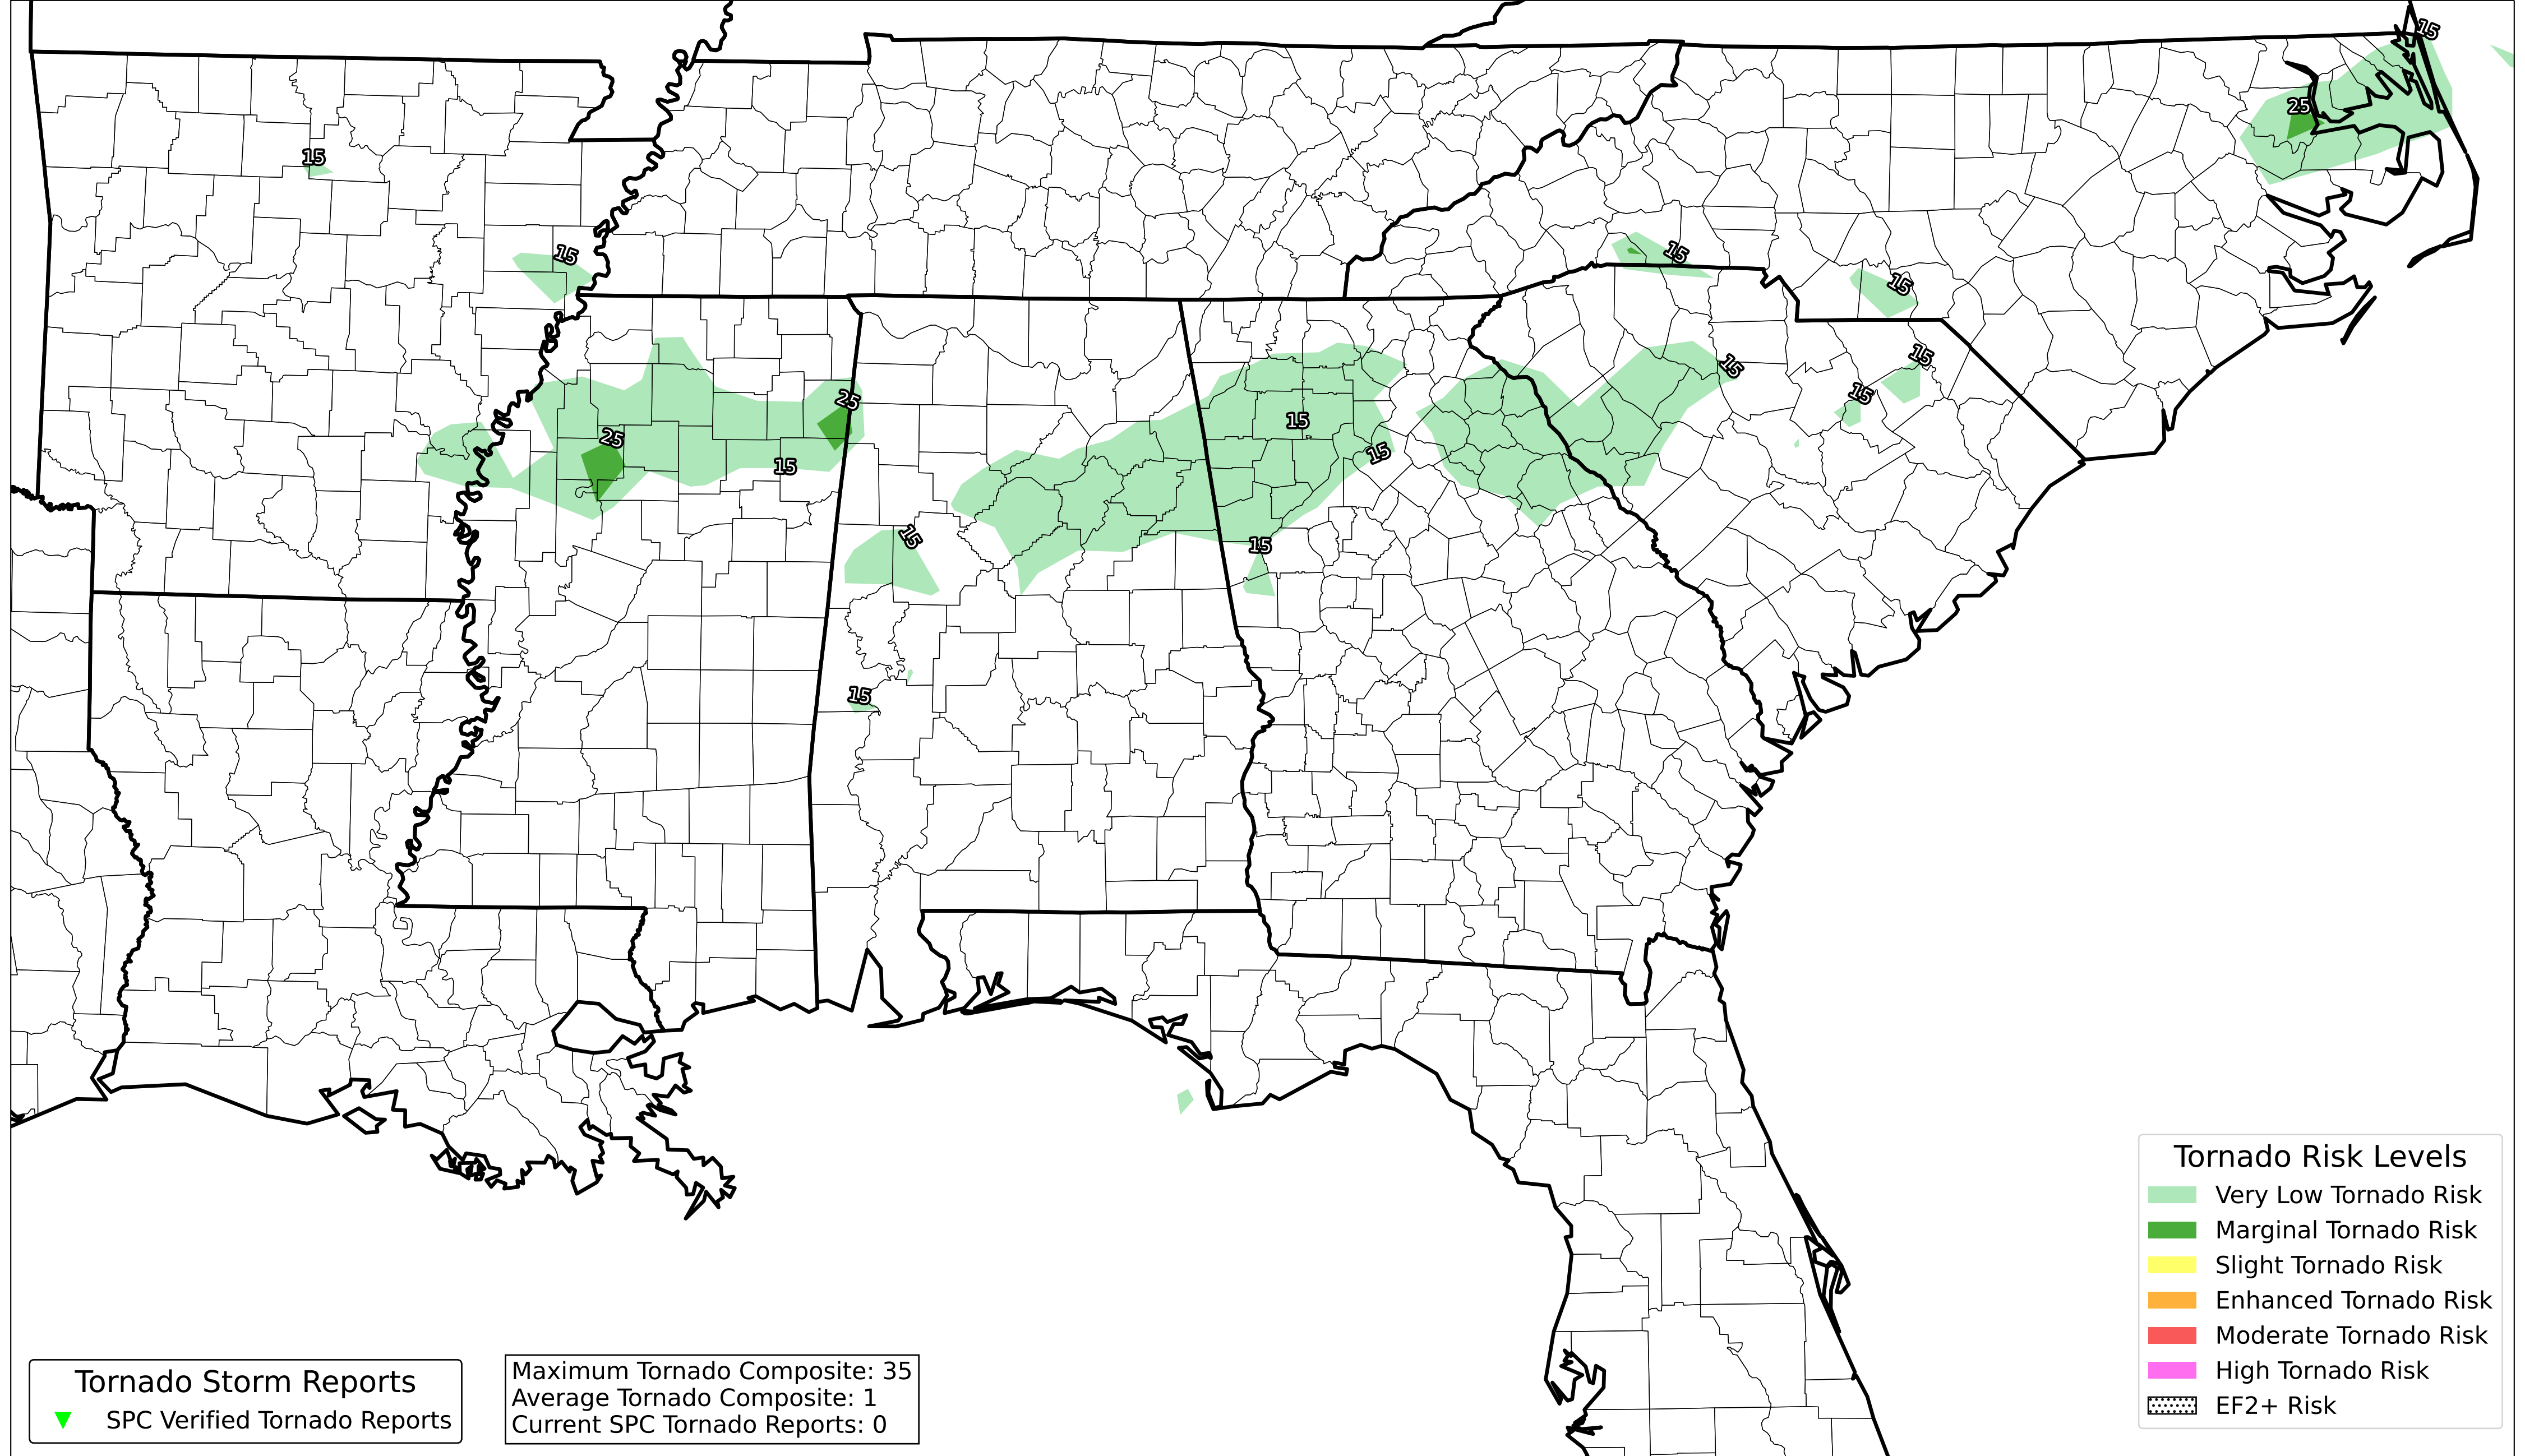 15
25
15
15
15
15
15
25
15
25
15
15
15
15
15
15
15
15
Tornado Risk Levels
Very Low Tornado Risk
Marginal Tornado Risk
Slight Tornado Risk
Enhanced Tornado Risk
Moderate Tornado Risk
High Tornado Risk
EF2+ Risk
Tornado Storm Reports
SPC Verified Tornado Reports
Maximum Tornado Composite: 35
Average Tornado Composite: 1
Current SPC Tornado Reports: 0